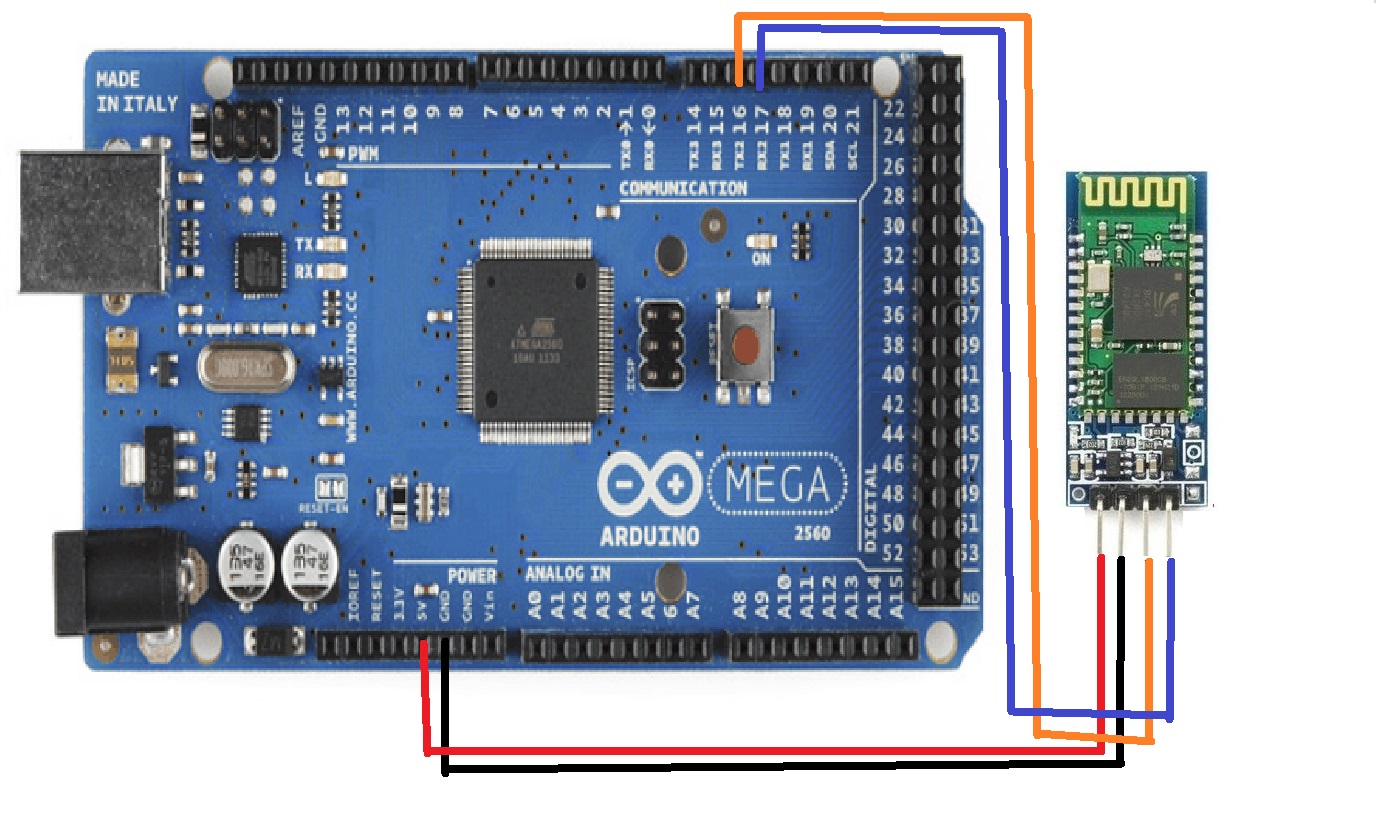 MADE
IN ITALY
AREF
GND
13
12
11
10
9
8
7
6
5
4
3
2
TX0→1
RX0←0
TX3 14
RX3 15
TX2 16
RX2 17
TX1 18
RX1 19
SDA 20
SCL 21
PWM
L
TX
RX
COMMUNICATION
ON
22
24
26
28
30
32
34
36
38
40
42
44
46
48
50
52
31
33
35
37
39
41
43
45
47
49
51
53
WWW.ARDUINO.CC
ATMEGA2560
ICSP
RESET
RESET-EN
MEGA
ARDUINO
2560
DIGITAL
POWER
ANALOG IN
IOREF
RESET
3.3V
5V
GND
GND
Vin
A0
A1
A2
A3
A4
A5
6
A7
A8
A9
A10
A11
A12
A13
A14
A15
ND
135
47
16E
135
47
16E